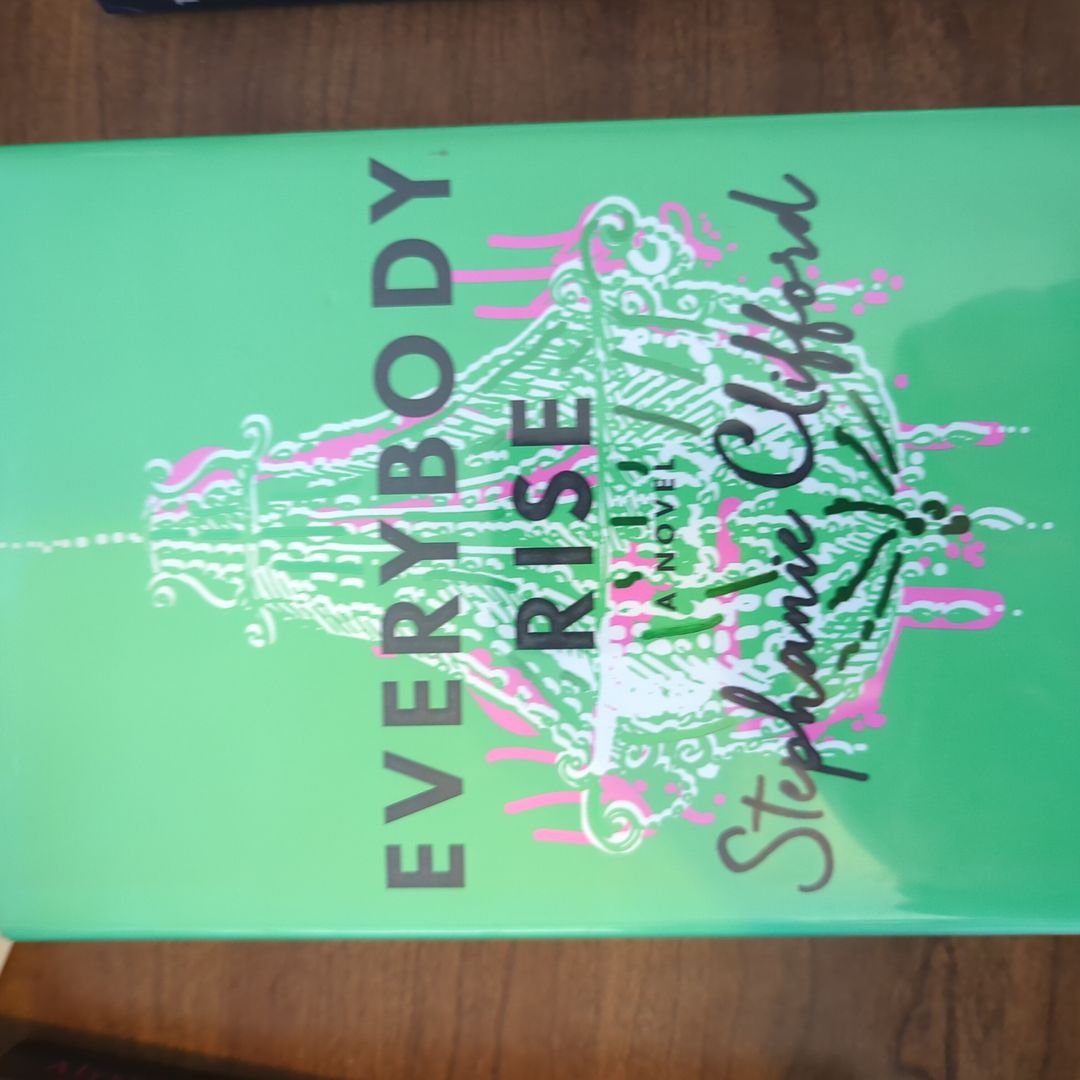 EVERYBODY
RISE
A NOVEL
Stephanie Clifford